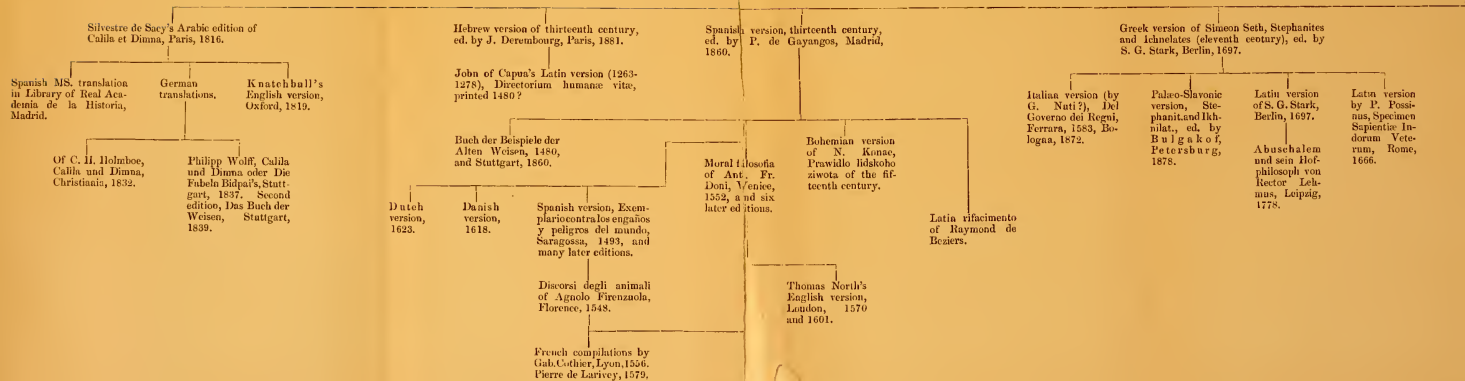 Silvestre de Sacy's Arabic edition of
Calila et Dimna, Paris, 1816.
Hebrew version of thirteenth century,
ed. by J. Derembourg, Paris, 1881.
Spanish version, thirteenth century,
ed. by P. de Gayangos, Madrid,
1860.
Greek version of Simeon Seth, Stephanites
and Ichnelates (eleventh century), ed. by
S. G. Stark, Berlin, 1697.
Spanish MS. translation
in Library of Real Aca-
demia de la Historia,
Madrid.
German
translations.
Knatchbull's
English version,
Oxford, 1819.
John of Capua's Latin version (1263-
1278), Directorium humanæ vitæ,
printed 1480?
Italian version (by
G. Nuti?), Del
Governo dei Regni,
Ferrara, 1583, Bo-
logna, 1872.
Palæo-Slavonic
version, Ste-
phanit. and Ikh-
nilat., ed. by
Bulgakof,
Petersburg,
1878.
Latin version
of S. G. Stark,
Berlin, 1697.
Latin version
by P. Possi-
nus, Specimen
Sapientiæ In-
dorum Vete-
rum, Rome,
1666.
Of C. H. Holmboe,
Calila und Dimna,
Christiania, 1832.
Philipp Wolff, Calila
und Dimna oder Die
Fabeln Bidpai's, Stutt-
gart, 1837. Second
edition, Das Buch der
Weisen, Stuttgart,
1839.
Buch der Beispiele der
Alten Weisen, 1480,
and Stuttgart, 1860.
Moral filosofia
of Ant. Fr.
Doni, Venice,
1552, and six
later editions.
Bohemian version
of N. Konac,
Prawidlo lidskoho
ziwota of the fif-
teenth century.
Abuschalem
und sein Hof-
philosoph von
Rector Leh-
mus, Leipzig,
1778.
Dutch
version,
1623.
Danish
version,
1618.
Spanish version, Exem-
plario contra los engaños
y peligros del mundo,
Saragossa, 1493, and
many later editions.
Latin rifacimento
of Raymond de
Beziers.
Discorsi degli animali
of Agnolo Firenzuola,
Florence, 1548.
Thomas North's
English version,
London, 1570
and 1601.
French compilations by
Gab. Cothier, Lyon, 1556.
Pierre de Larivey, 1579.